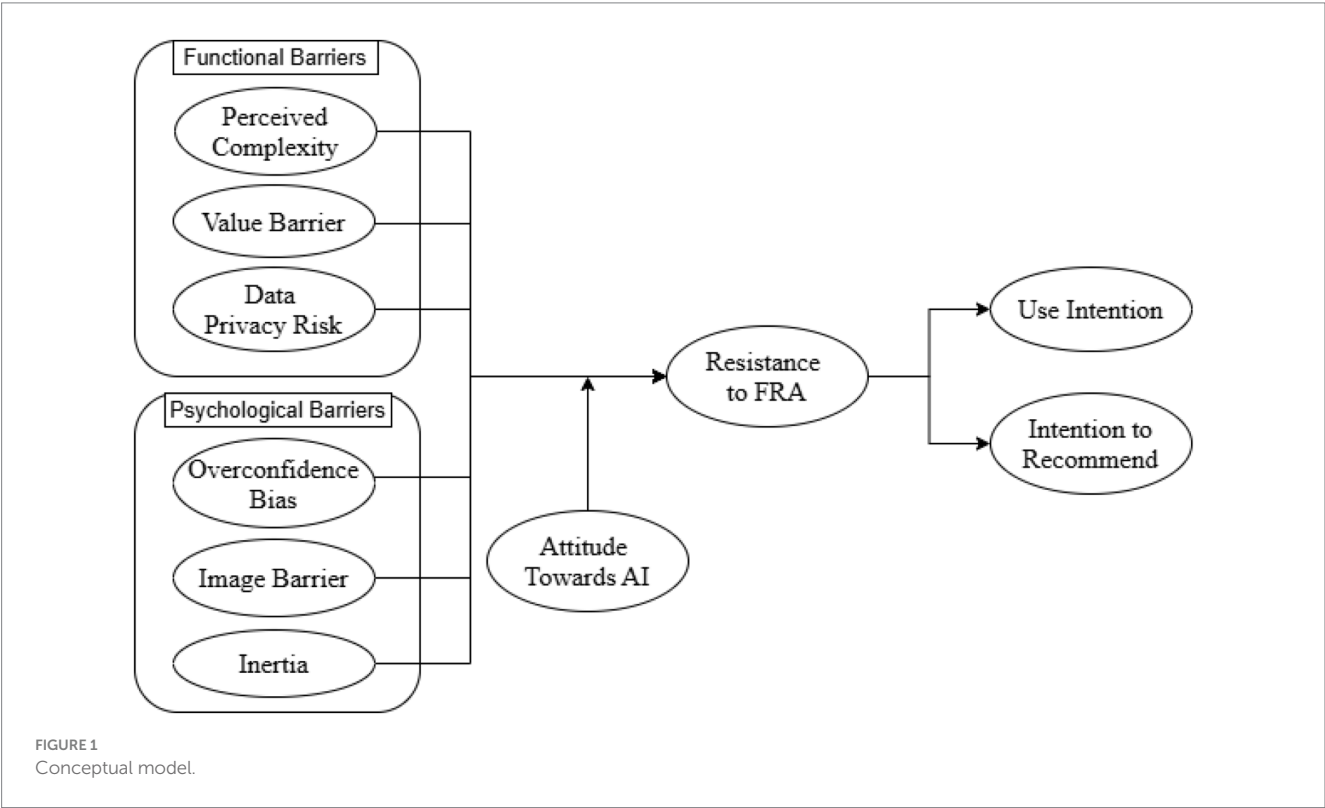 Functional Barriers
Perceived
Complexity
Value Barrier
Data
Privacy Risk
Psychological Barriers
Overconfidence
Bias
Image Barrier
Inertia
Attitude
Towards AI
Resistance
to FRA
Use Intention
Intention to
Recommend
FIGURE 1
Conceptual model.